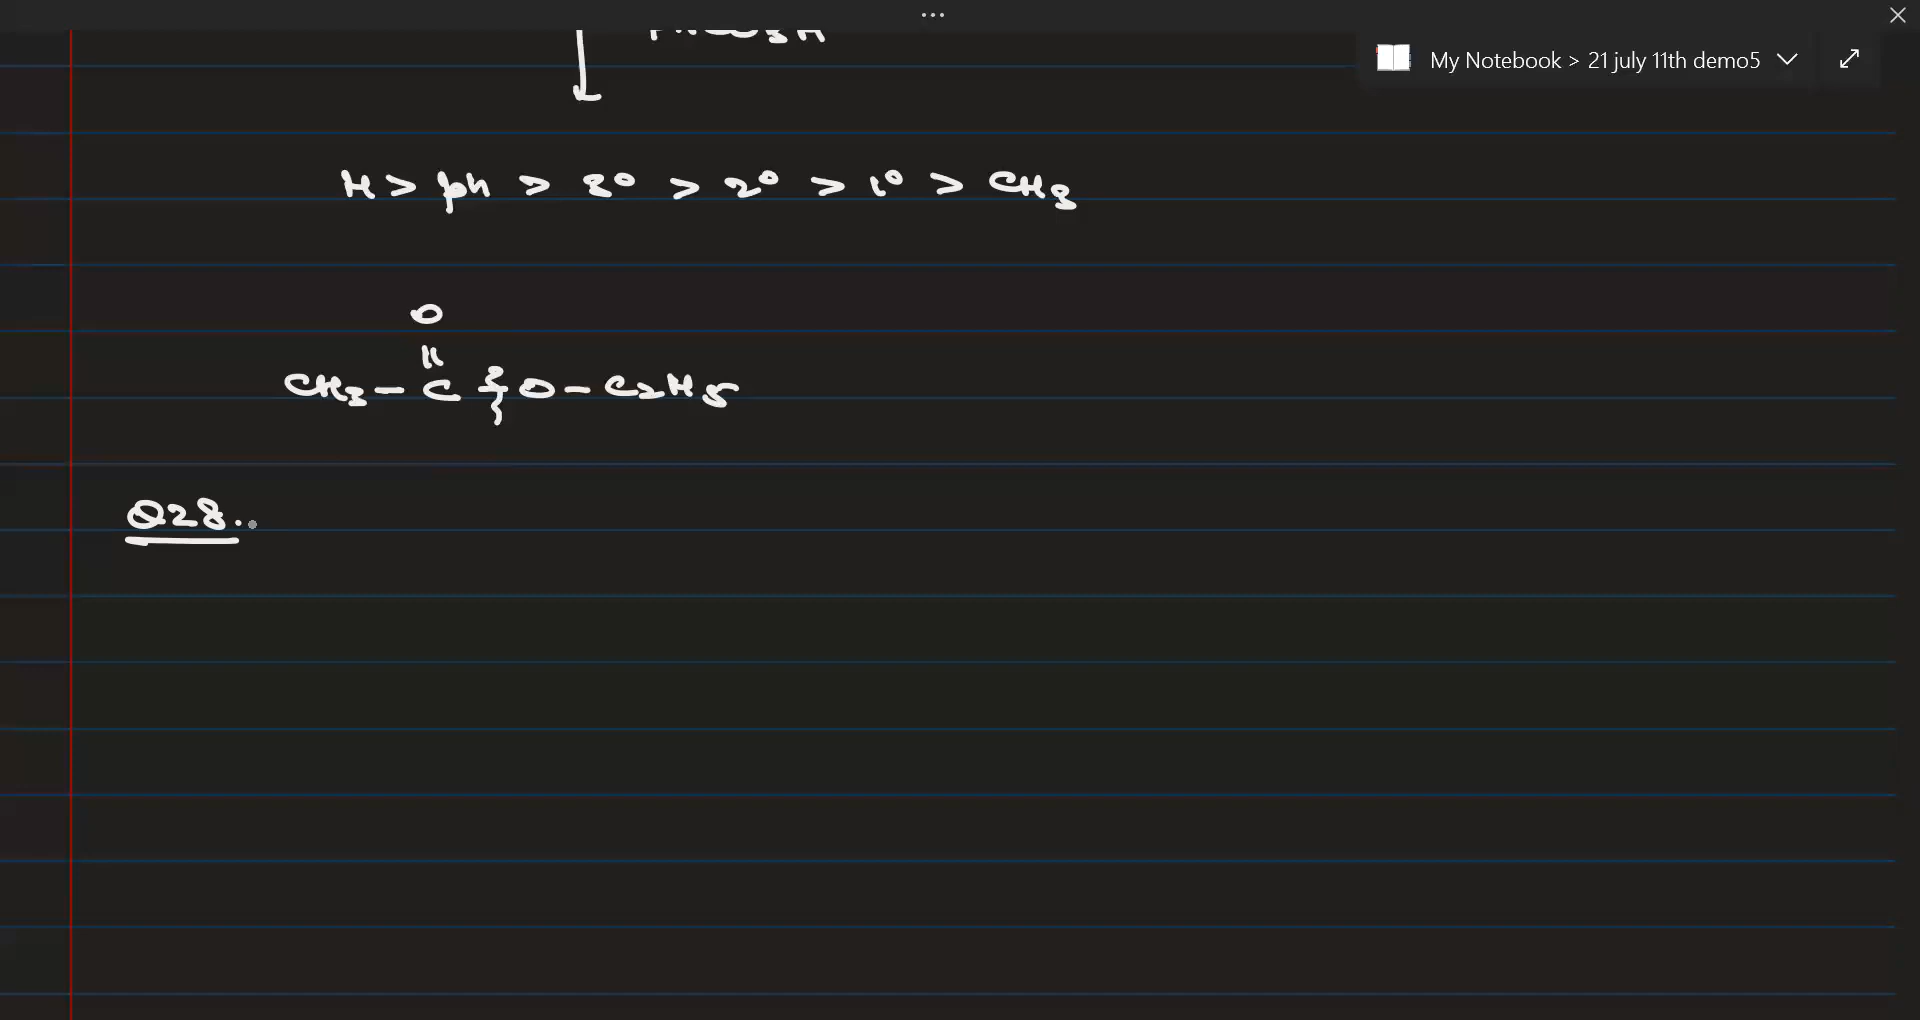 My Notebook > 21 july 11th demo5
H > ph > 3° > 2° > 1° > CH3
O
||
CH3 - C } O - C2H5
Q28.